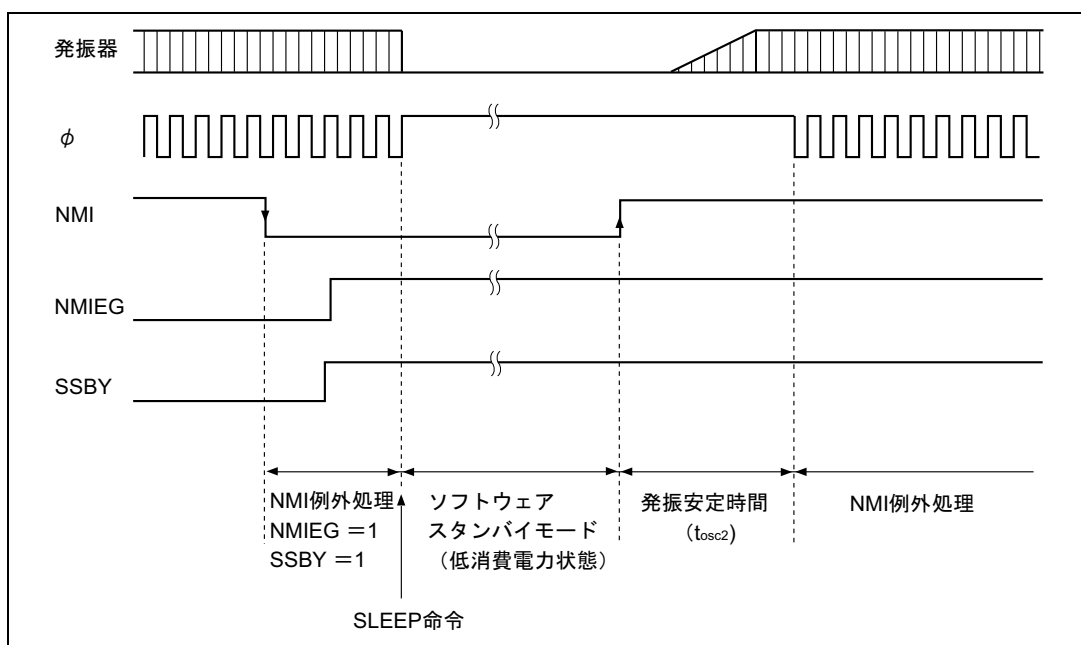 発振器
φ
NMI
NMIEG
SSBY
NMI例外処理
NMIEG =1
SSBY =1
ソフトウェア
スタンバイモード
（低消費電力状態）
発振安定時間
(tosc2)
NMI例外処理
SLEEP命令